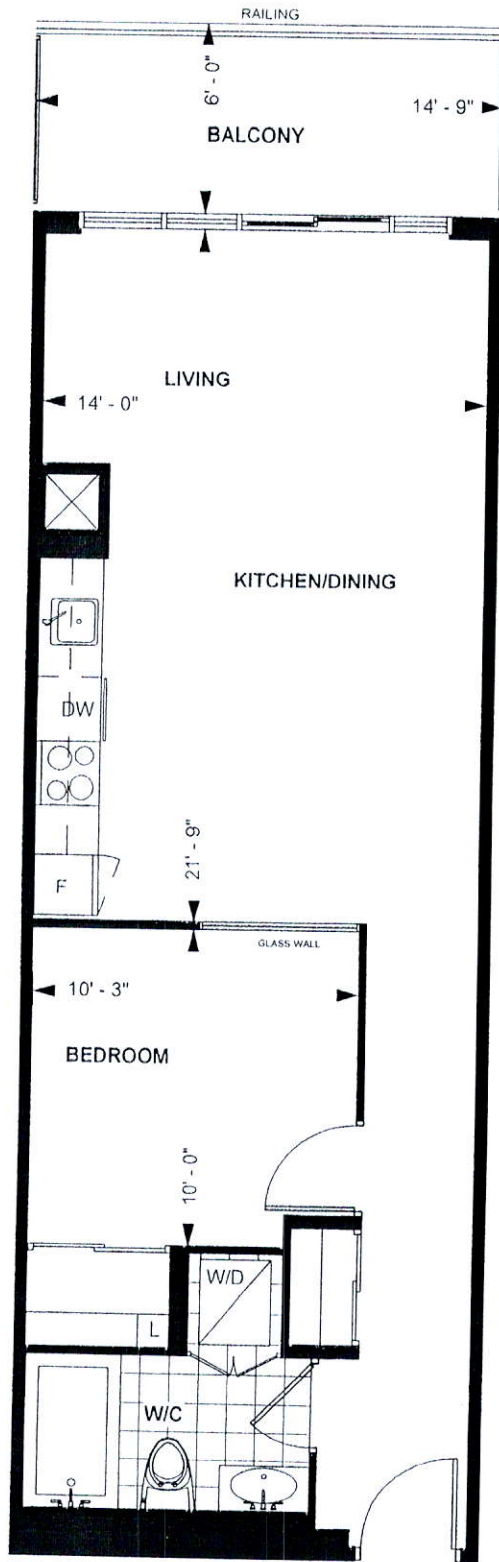 RAILING
6' - 0"
14' - 9"
BALCONY
LIVING
14' - 0"
KITCHEN/DINING
DW
21' - 9"
F
GLASS WALL
10' - 3"
BEDROOM
10' - 0"
W/D
L
W/C